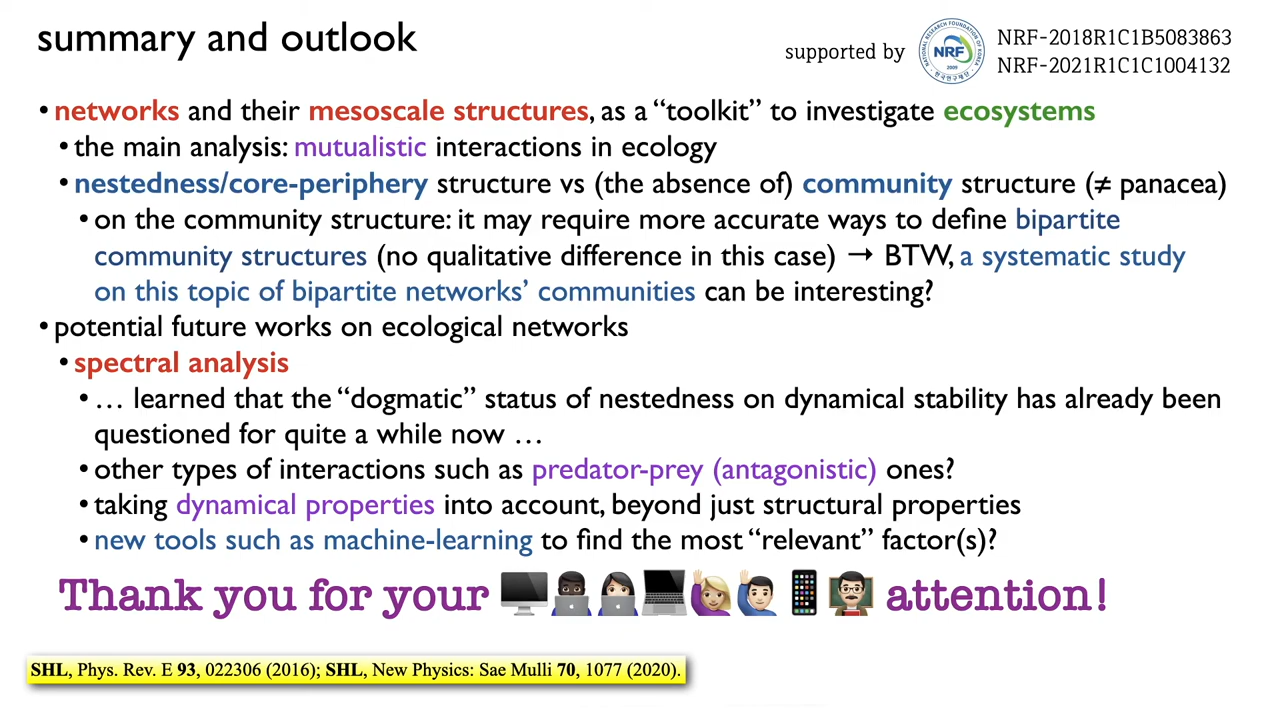 summary and outlook
supported by
NRF
2009
NRF-2018R1C1B5083863
NRF-2021R1C1C1004132
• networks and their mesoscale structures, as a “toolkit” to investigate ecosystems
• the main analysis: mutualistic interactions in ecology
• nestedness/core-periphery structure vs (the absence of) community structure (≠ panacea)
• on the community structure: it may require more accurate ways to define bipartite
community structures (no qualitative difference in this case) → BTW, a systematic study
on this topic of bipartite networks’ communities can be interesting?
• potential future works on ecological networks
• spectral analysis
• … learned that the “dogmatic” status of nestedness on dynamical stability has already been
questioned for quite a while now …
• other types of interactions such as predator-prey (antagonistic) ones?
• taking dynamical properties into account, beyond just structural properties
• new tools such as machine-learning to find the most “relevant” factor(s)?
Thank you for your attention!
SHL, Phys. Rev. E 93, 022306 (2016); SHL, New Physics: Sae Mulli 70, 1077 (2020).